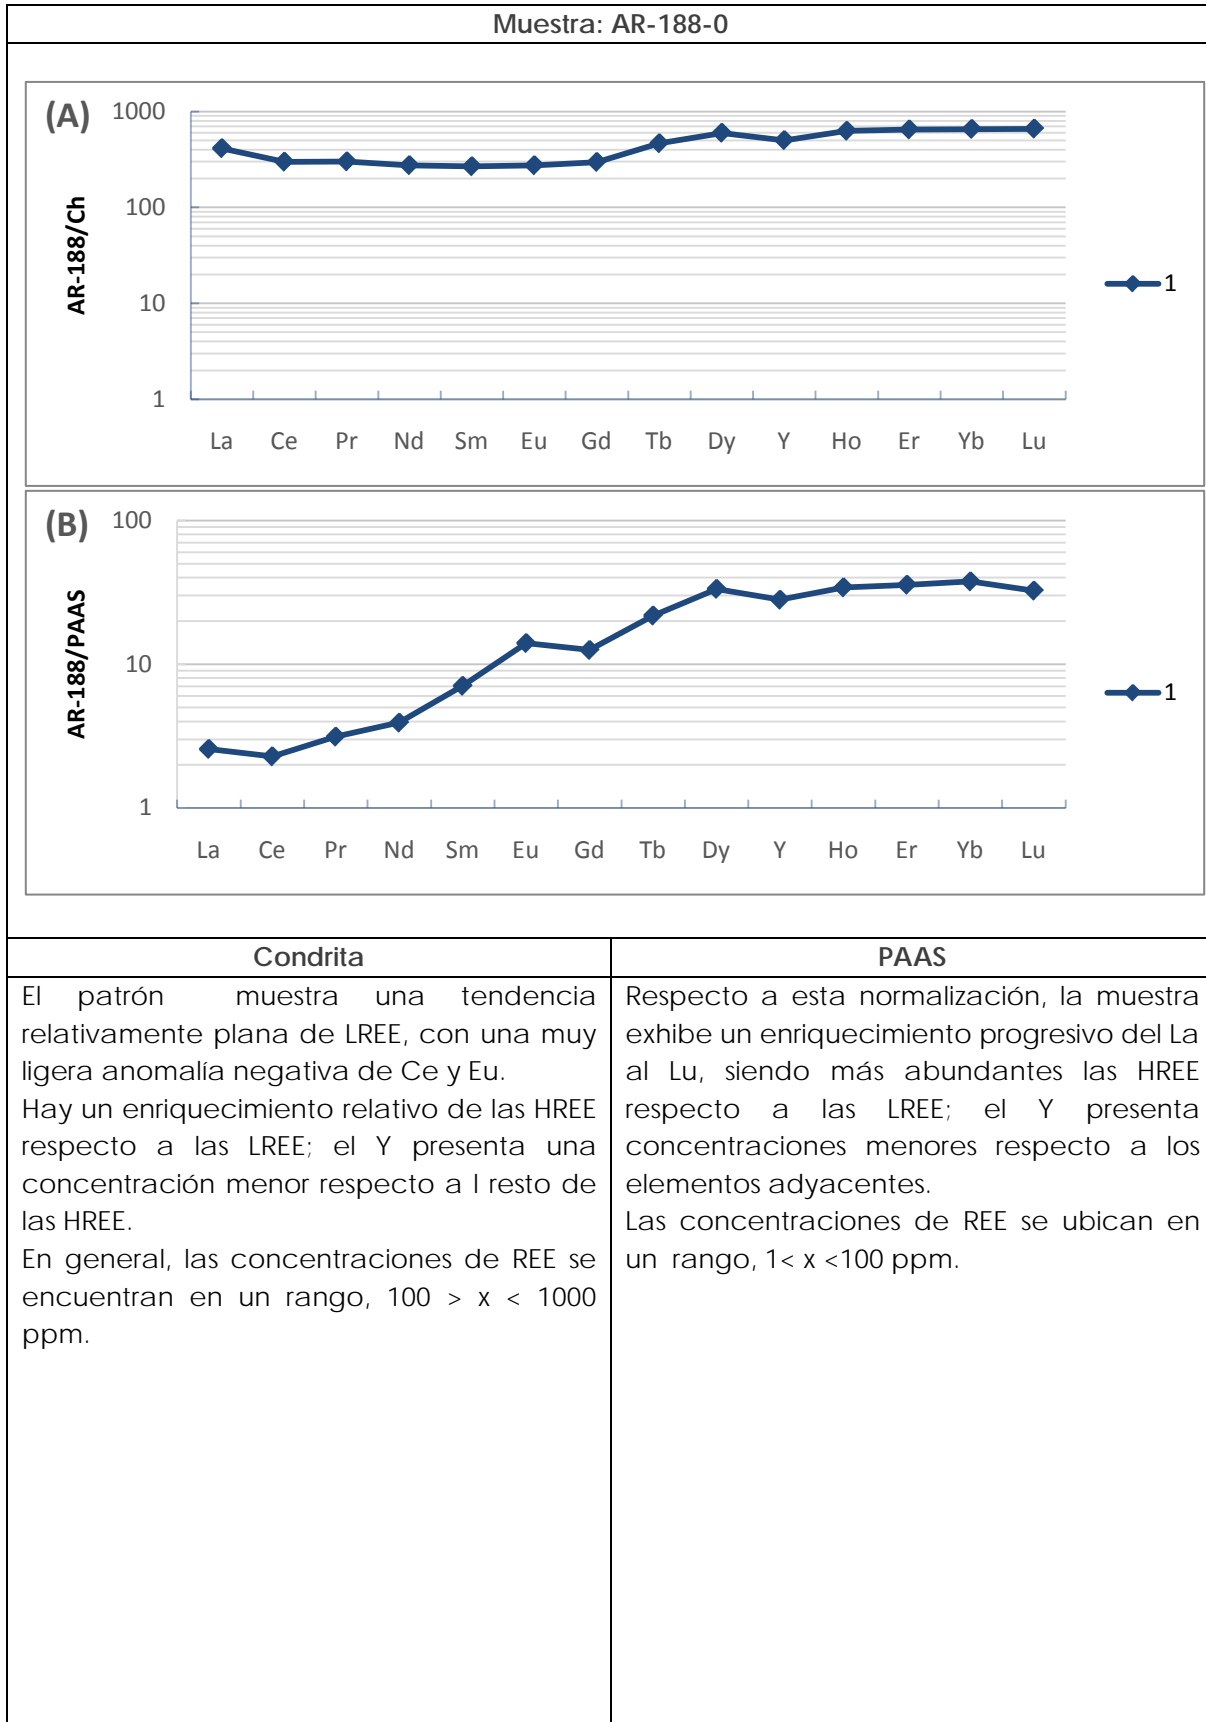 Muestra: AR-188-0
(A)
1000
100
10
1
AR-188/Ch
La Ce Pr Nd Sm Eu Gd Tb Dy Y Ho Er Yb Lu
1
(B)
100
10
1
AR-188/PAAS
La Ce Pr Nd Sm Eu Gd Tb Dy Y Ho Er Yb Lu
1
Condrita
El patrón muestra una tendencia
relativamente plana de LREE, con una muy
ligera anomalía negativa de Ce y Eu.
Hay un enriquecimiento relativo de las HREE
respecto a las LREE; el Y presenta una
concentración menor respecto a l resto de
las HREE.
En general, las concentraciones de REE se
encuentran en un rango, 100 > x < 1000
ppm.
PAAS
Respecto a esta normalización, la muestra
exhibe un enriquecimiento progresivo del La
al Lu, siendo más abundantes las HREE
respecto a las LREE; el Y presenta
concentraciones menores respecto a los
elementos adyacentes.
Las concentraciones de REE se ubican en
un rango, 1< x <100 ppm.